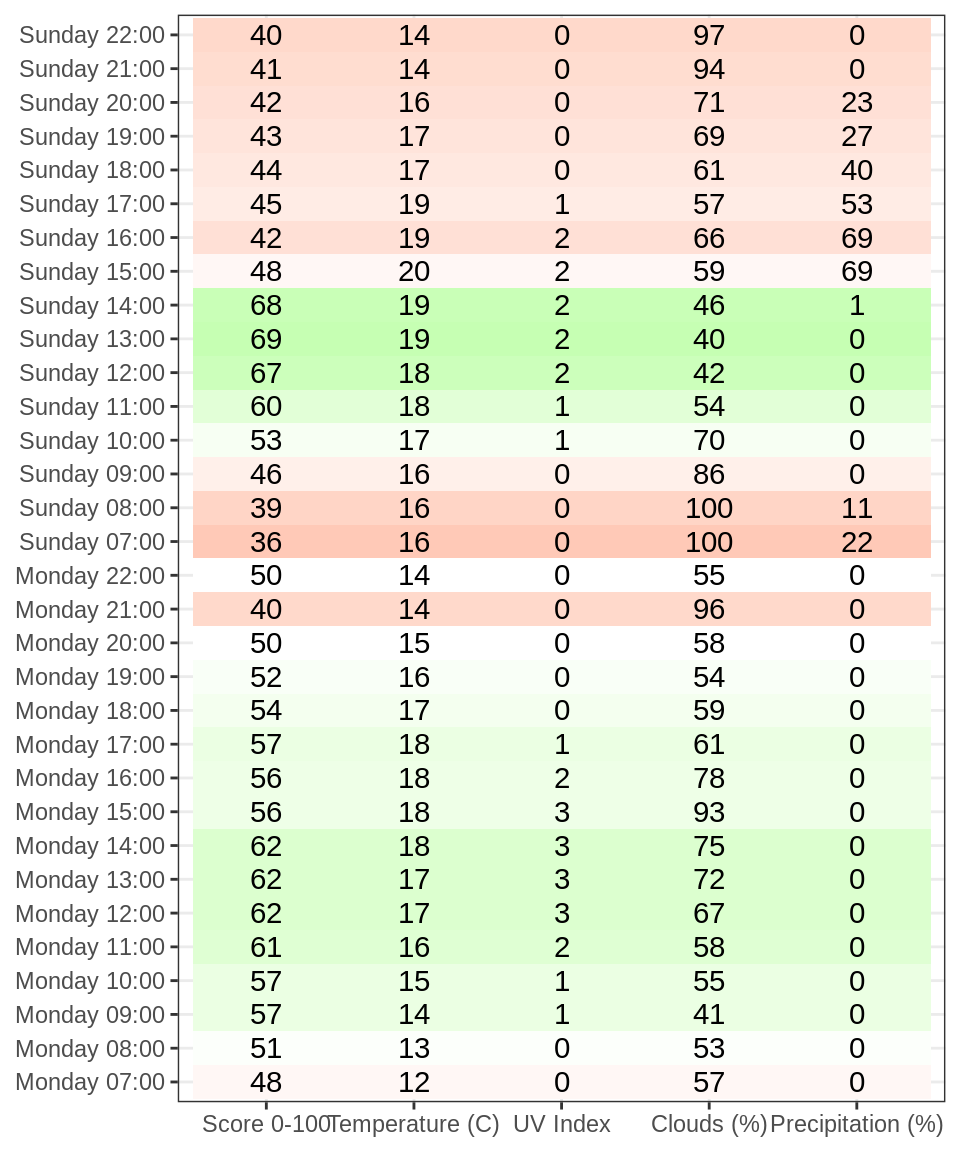 Sunday 22:00 40 14 0 97 0
Sunday 21:00 41 14 0 94 0
Sunday 20:00 42 16 0 71 23
Sunday 19:00 43 17 0 69 27
Sunday 18:00 44 17 0 61 40
Sunday 17:00 45 19 1 57 53
Sunday 16:00 42 19 2 66 69
Sunday 15:00 48 20 2 59 69
Sunday 14:00 68 19 2 46 1
Sunday 13:00 69 19 2 40 0
Sunday 12:00 67 18 2 42 0
Sunday 11:00 60 18 1 54 0
Sunday 10:00 53 17 1 70 0
Sunday 09:00 46 16 0 86 0
Sunday 08:00 39 16 0 100 11
Sunday 07:00 36 16 0 100 22
Monday 22:00 50 14 0 55 0
Monday 21:00 40 14 0 96 0
Monday 20:00 50 15 0 58 0
Monday 19:00 52 16 0 54 0
Monday 18:00 54 17 0 59 0
Monday 17:00 57 18 1 61 0
Monday 16:00 56 18 2 78 0
Monday 15:00 56 18 3 93 0
Monday 14:00 62 18 3 75 0
Monday 13:00 62 17 3 72 0
Monday 12:00 62 17 3 67 0
Monday 11:00 61 16 2 58 0
Monday 10:00 57 15 1 55 0
Monday 09:00 57 14 1 41 0
Monday 08:00 51 13 0 53 0
Monday 07:00 48 12 0 57 0
Score 0-100 Temperature (C) UV Index Clouds (%) Precipitation (%)